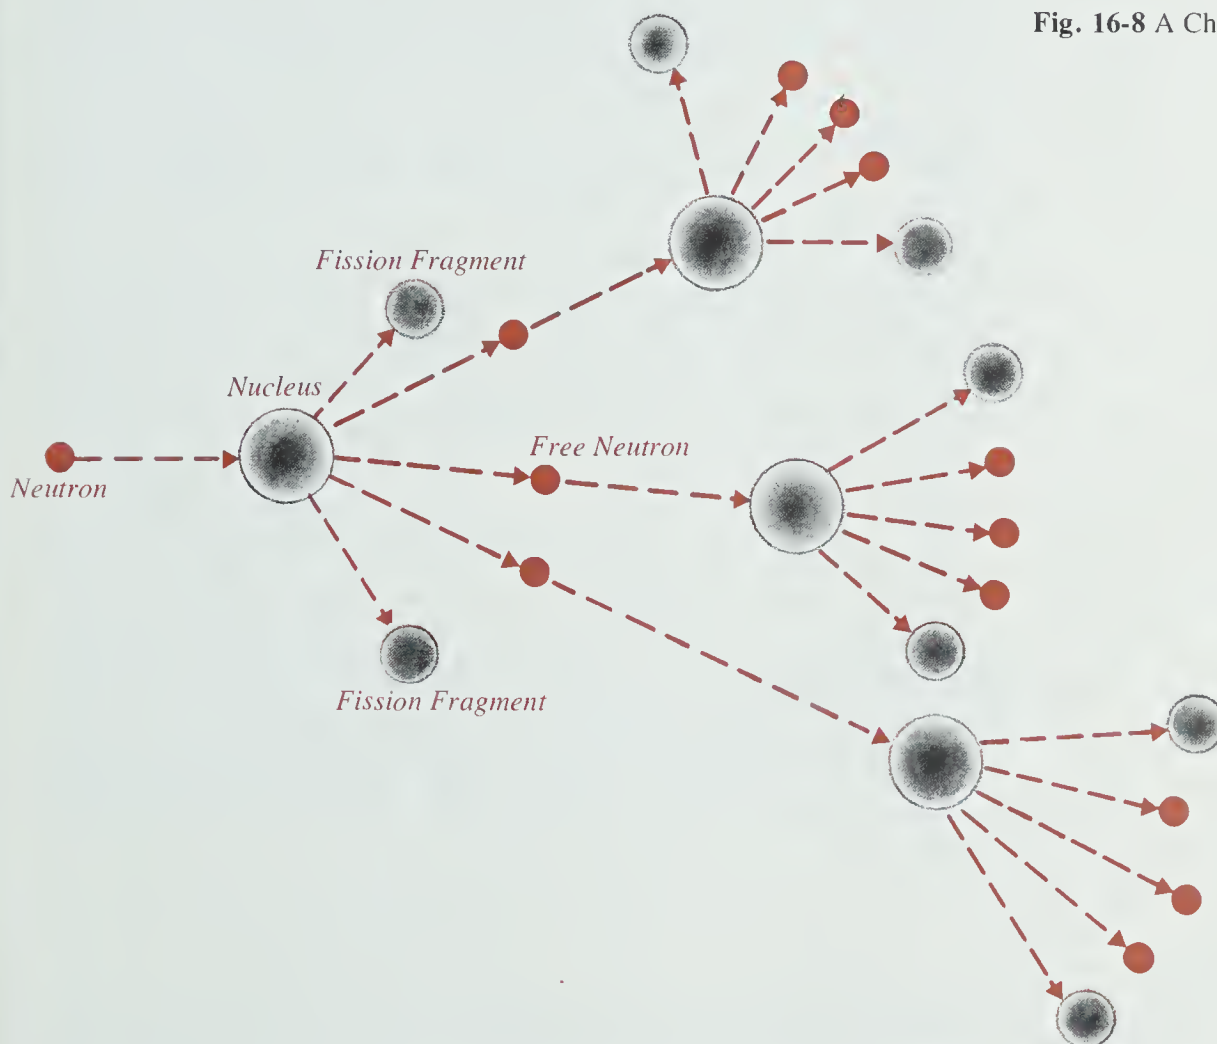 Fig. 16-8 A Ch
Fission Fragment
Nucleus
Free Neutron
Neutron
Fission Fragment